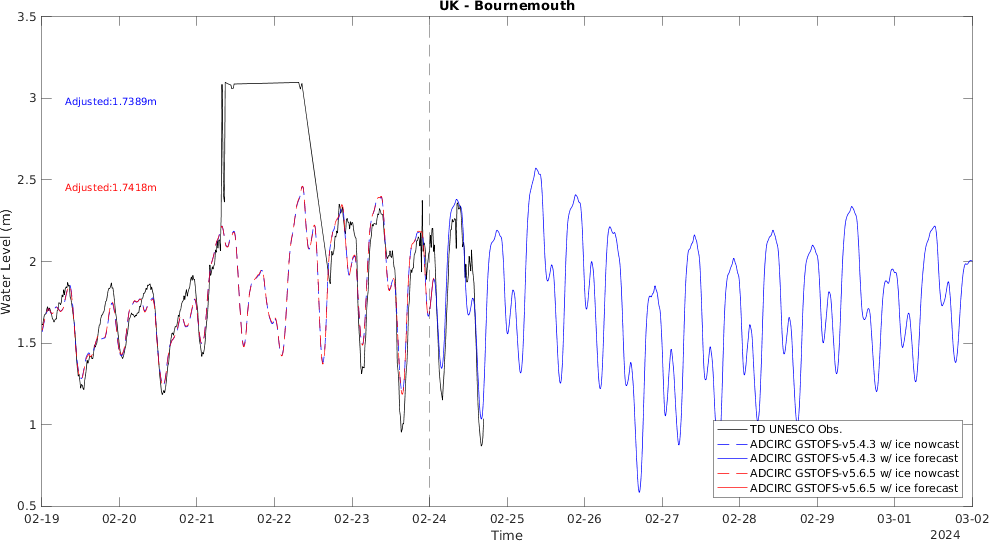 UK - Bournemouth
3.5
3
2.5
2
1.5
1
0.5
Water Level (m)
Adjusted:1.7389m
Adjusted:1.7418m
TD UNESCO Obs.
ADCIRC GSTOFS-v5.4.3 w/ ice nowcast
ADCIRC GSTOFS-v5.4.3 w/ ice forecast
ADCIRC GSTOFS-v5.6.5 w/ ice nowcast
ADCIRC GSTOFS-v5.6.5 w/ ice forecast
02-19 02-20 02-21 02-22 02-23 02-24 02-25 02-26 02-27 02-28 02-29 03-01 03-02
Time
2024